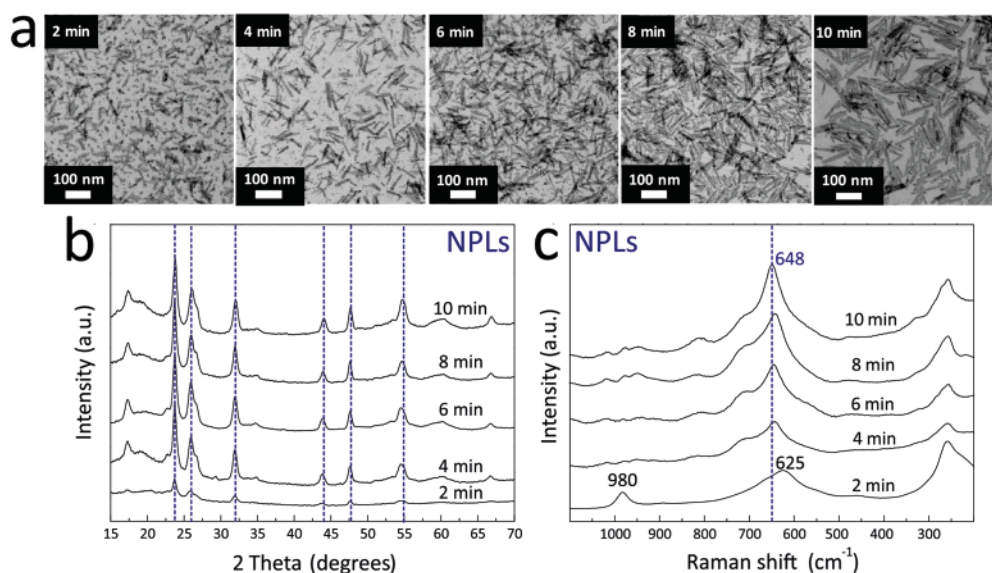 a
2 min
4 min
6 min
8 min
10 min
100 nm
100 nm
100 nm
100 nm
100 nm
b
NPLs
10 min
8 min
6 min
4 min
2 min
Intensity (a.u.)
15 20 25 30 35 40 45 50 55 60 65 70
2 Theta (degrees)
c
NPLs
648
10 min
8 min
6 min
4 min
625
980
2 min
Intensity (a.u.)
1000 900 800 700 600 500 400 300
Raman shift (cm-1)